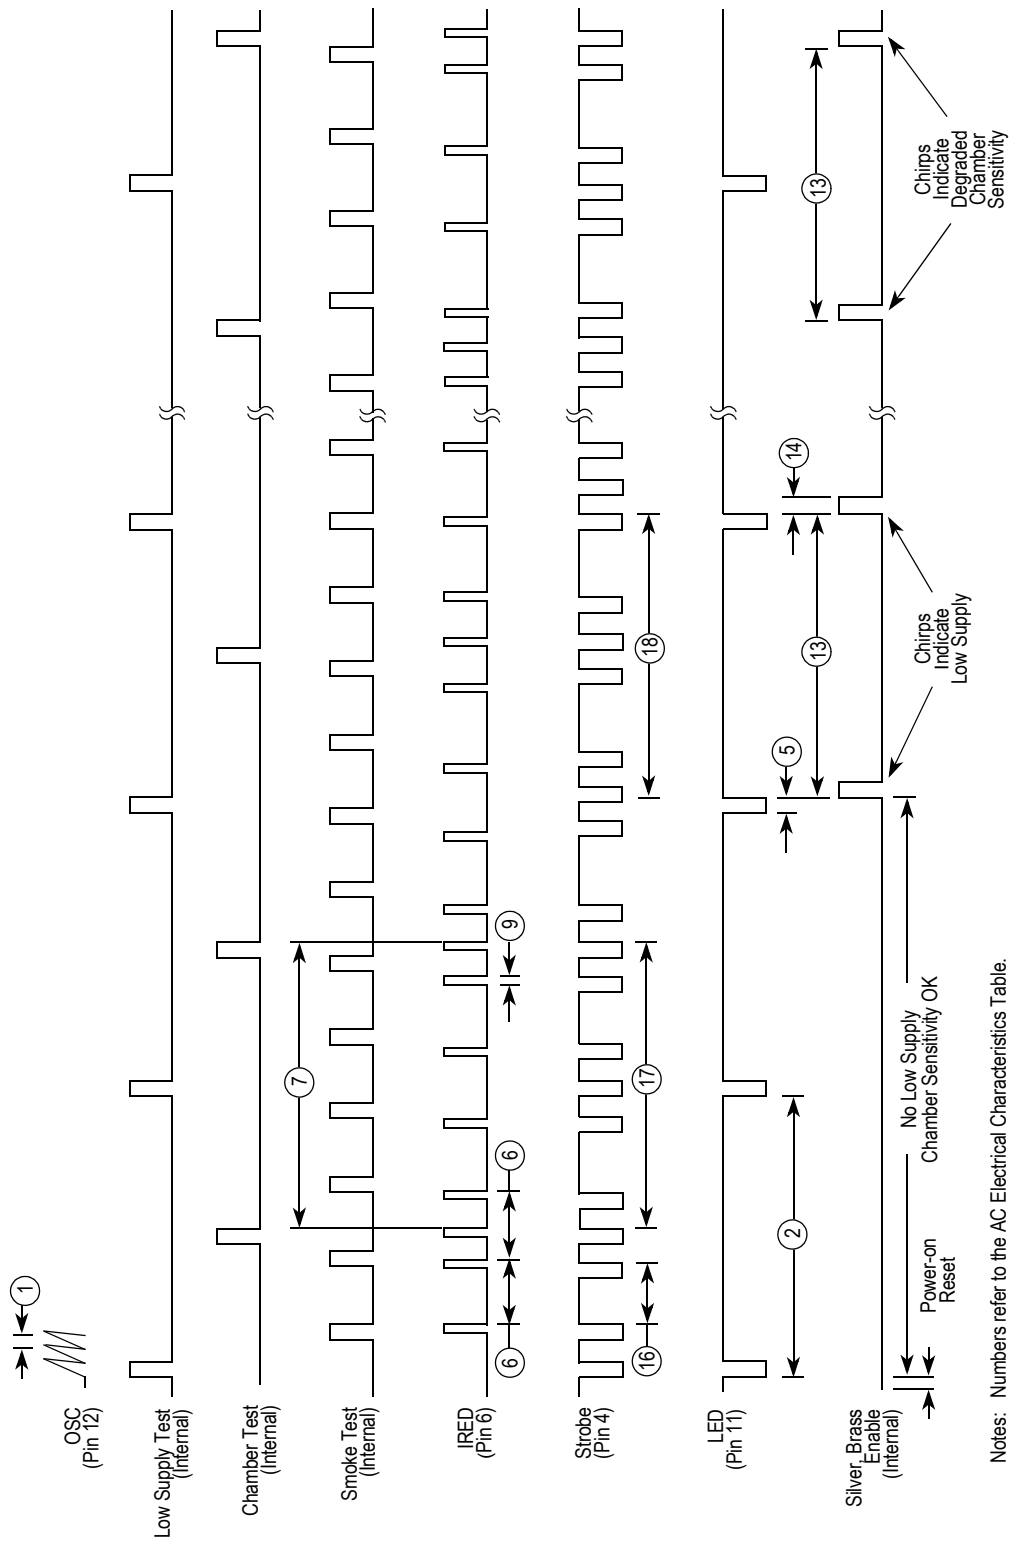 OSC
(Pin 12)
1
Low Supply Test
(Internal)
Chamber Test
(Internal)
7
Smoke Test
(Internal)
IRED
(Pin 6)
6
6
9
Strobe
(Pin 4)
16
17
18
LED
(Pin 11)
2
5
13
14
13
Silver, Brass
Enable
(Internal)
Power-on
Reset
No Low Supply
Chamber Sensitivity OK
Chirps
Indicate
Low Supply
Chirps
Indicate
Degraded
Chamber
Sensitivity
Notes: Numbers refer to the AC Electrical Characteristics Table.